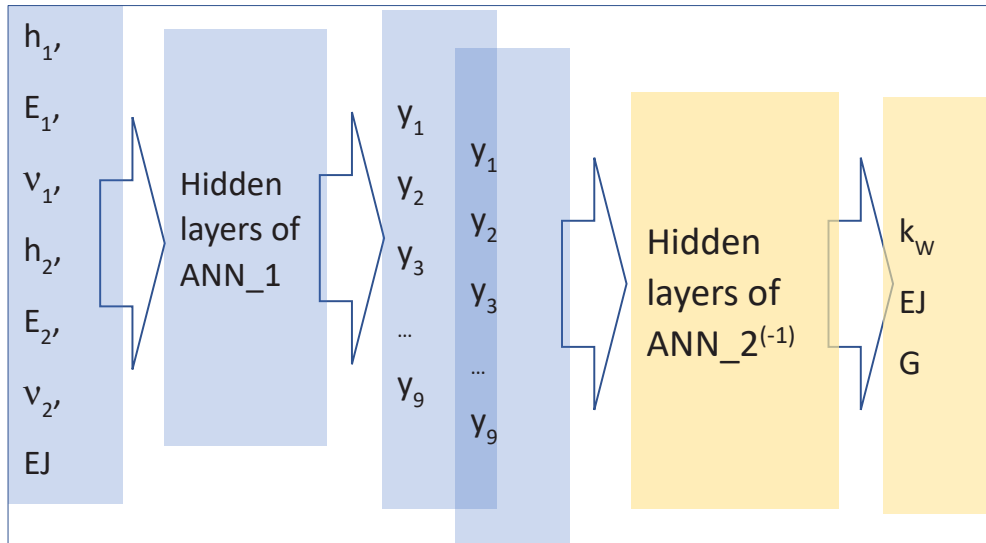 h₁,
E₁,
ν₁,
h₂,
E₂,
ν₂,
EJ
Hidden
layers of
ANN_1
y₁
y₂
y₃
...
y₉
y₁
y₂
y₃
...
y₉
Hidden
layers of
ANN_2⁽⁻¹⁾
k_W
EJ
G